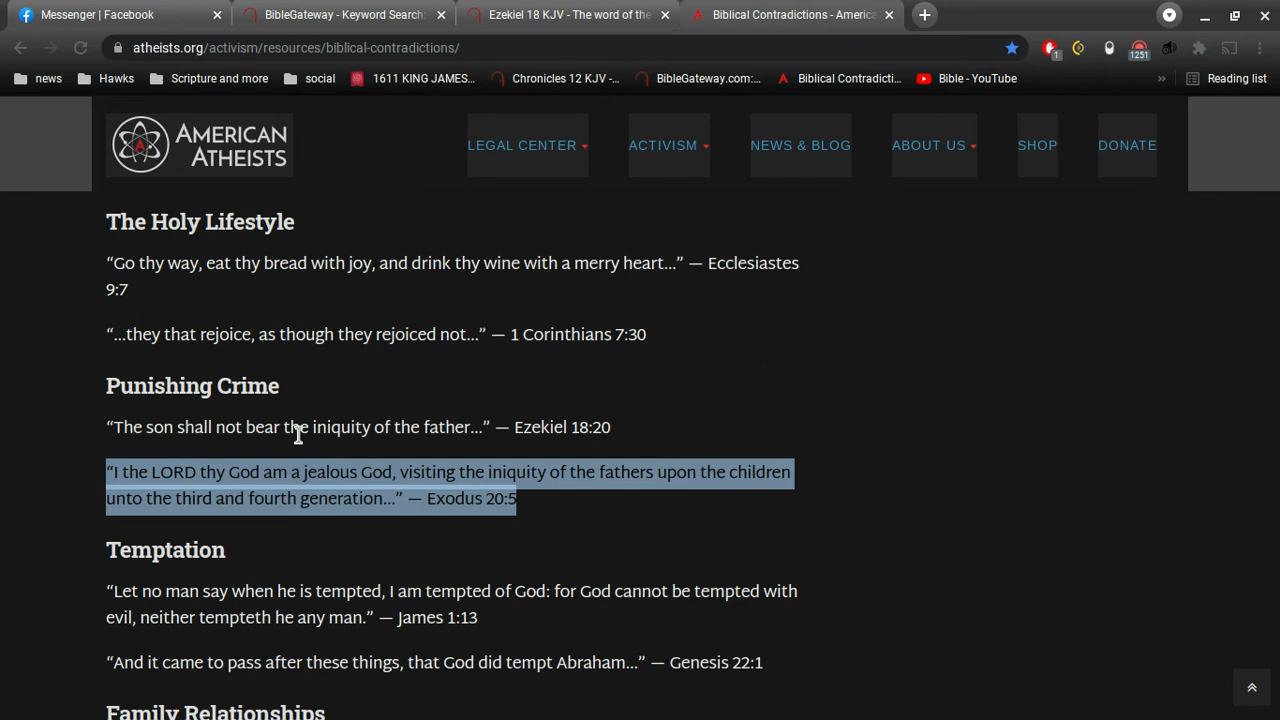 Messenger | Facebook
BibleGateway - Keyword Search:
Ezekiel 18 KJV - The word of the
Biblical Contradictions - America
atheists.org/activism/resources/biblical-contradictions/
1
1251
news
Hawks
Scripture and more
social
1611 KING JAMES...
Chronicles 12 KJV -...
BibleGateway.com:...
Biblical Contradicti...
Bible - YouTube
»
Reading list
AMERICAN
ATHEISTS
LEGAL CENTER
ACTIVISM
NEWS & BLOG
ABOUT US
SHOP
DONATE
The Holy Lifestyle
“Go thy way, eat thy bread with joy, and drink thy wine with a merry heart…” — Ecclesiastes
9:7
“…they that rejoice, as though they rejoiced not…” — 1 Corinthians 7:30
Punishing Crime
“The son shall not bear the iniquity of the father…” — Ezekiel 18:20
“I the LORD thy God am a jealous God, visiting the iniquity of the fathers upon the children
unto the third and fourth generation…” — Exodus 20:5
Temptation
“Let no man say when he is tempted, I am tempted of God: for God cannot be tempted with
evil, neither tempteth he any man.” — James 1:13
“And it came to pass after these things, that God did tempt Abraham…” — Genesis 22:1
Family Relationships